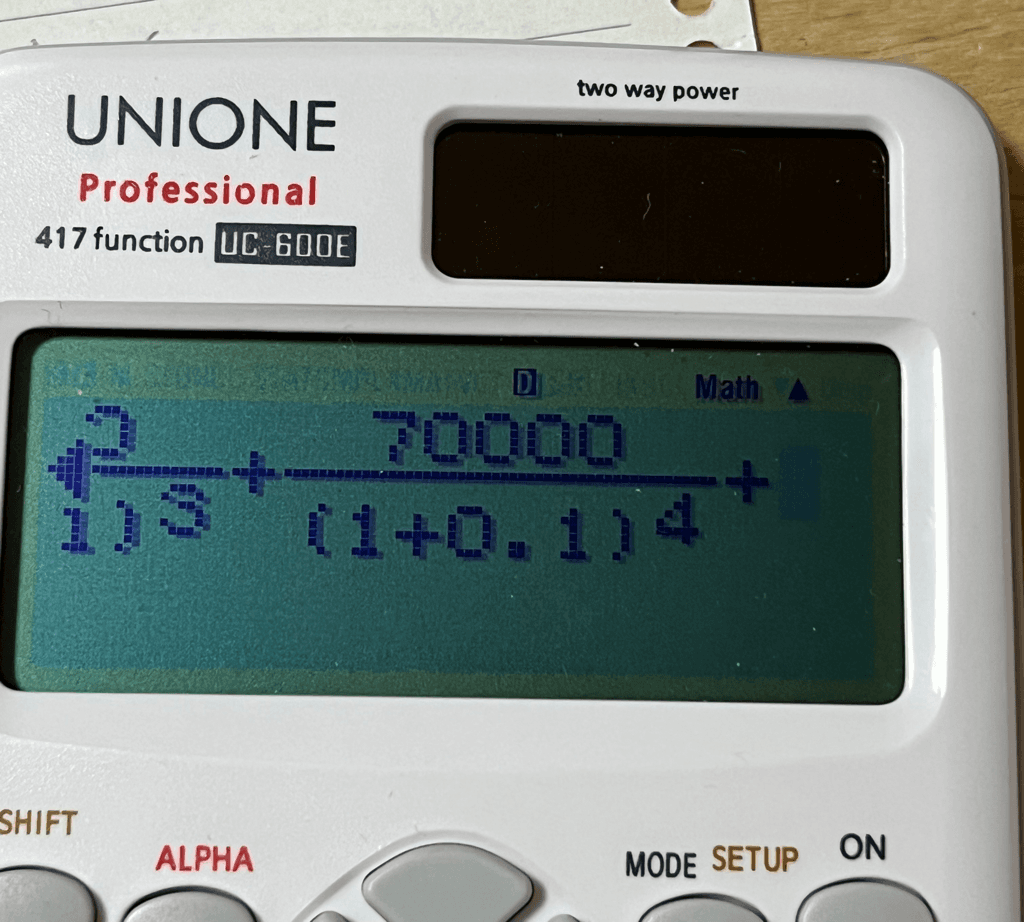 two way power
UNIONE
Professional
417 function UC-600E
D Math ▲
70000
+ +
1)³ (1+0.1)⁴
SHIFT
ALPHA
MODE SETUP ON